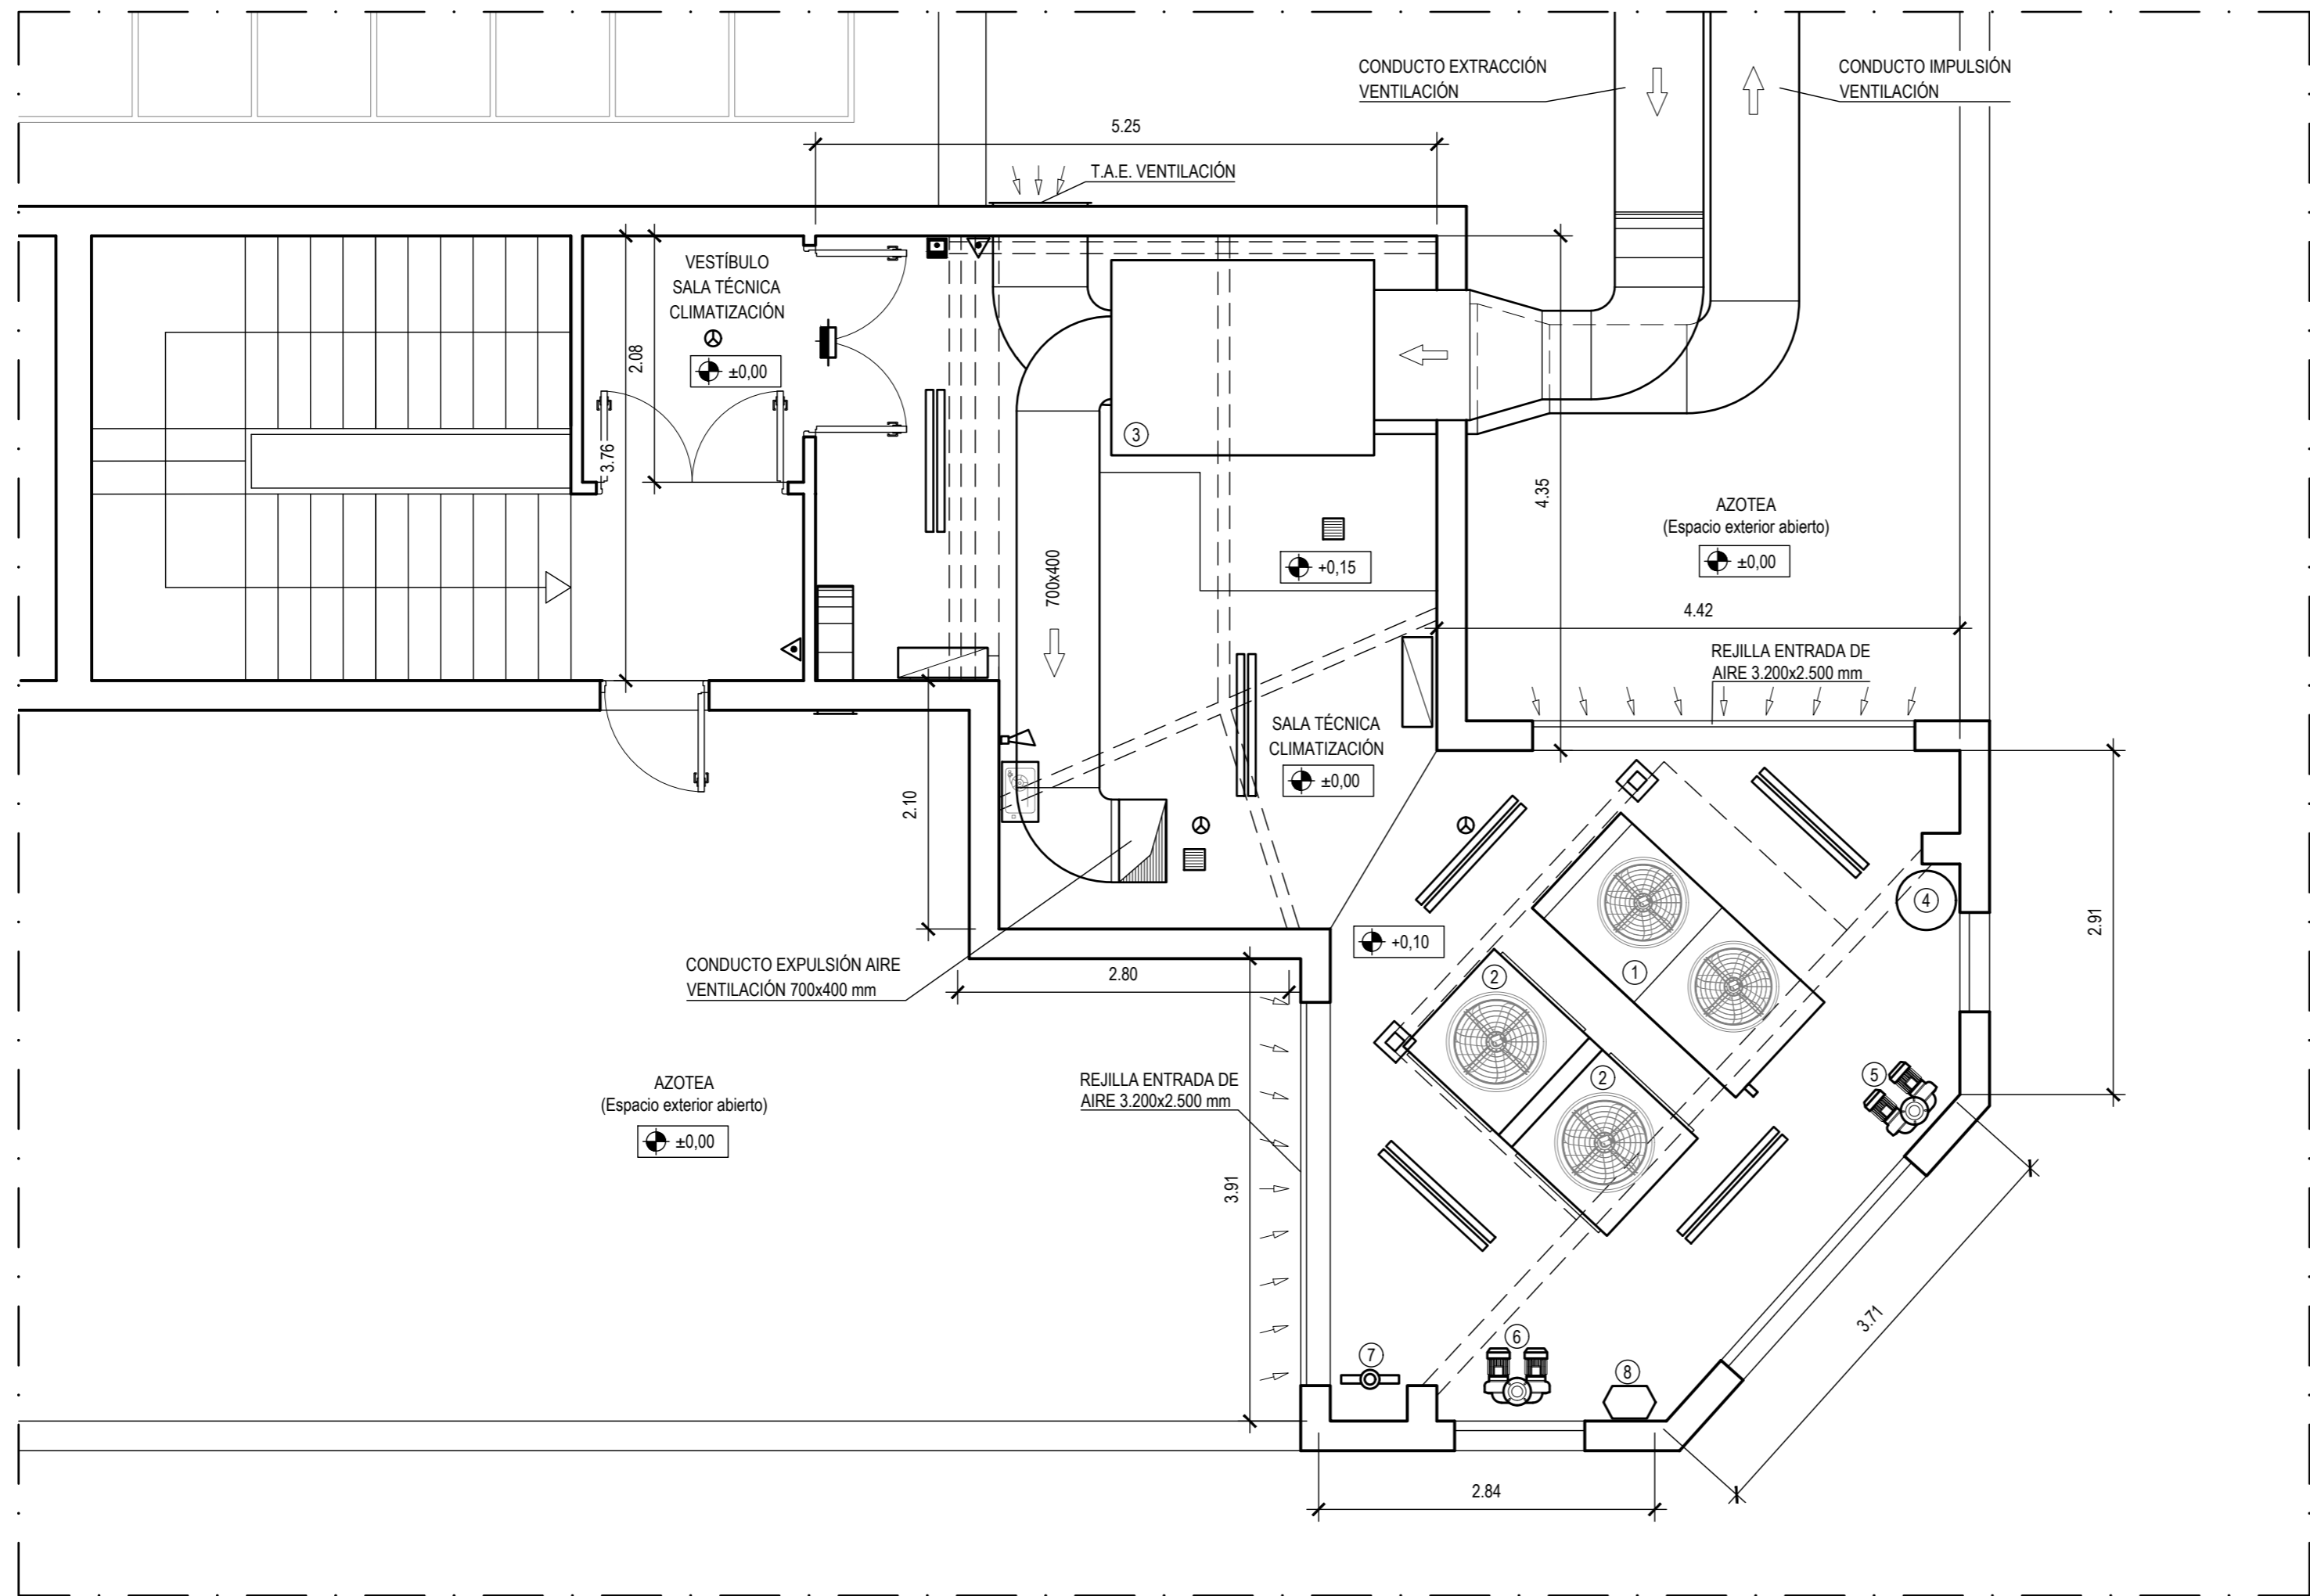 CONDUCTO EXTRACCIÓN
VENTILACIÓN
CONDUCTO IMPULSIÓN
VENTILACIÓN
5.25
T.A.E. VENTILACIÓN
VESTÍBULO
SALA TÉCNICA
CLIMATIZACIÓN
±0,00
2.08
3.76
3
4.35
AZOTEA
(Espacio exterior abierto)
±0,00
700x400
+0,15
4.42
REJILLA ENTRADA DE
AIRE 3.200x2.500 mm
SALA TÉCNICA
CLIMATIZACIÓN
±0,00
2.10
4
2.91
+0,10
1
2
CONDUCTO EXPULSIÓN AIRE
VENTILACIÓN 700x400 mm
2.80
AZOTEA
(Espacio exterior abierto)
±0,00
REJILLA ENTRADA DE
AIRE 3.200x2.500 mm
2
5
3.91
3.71
7
6
8
2.84